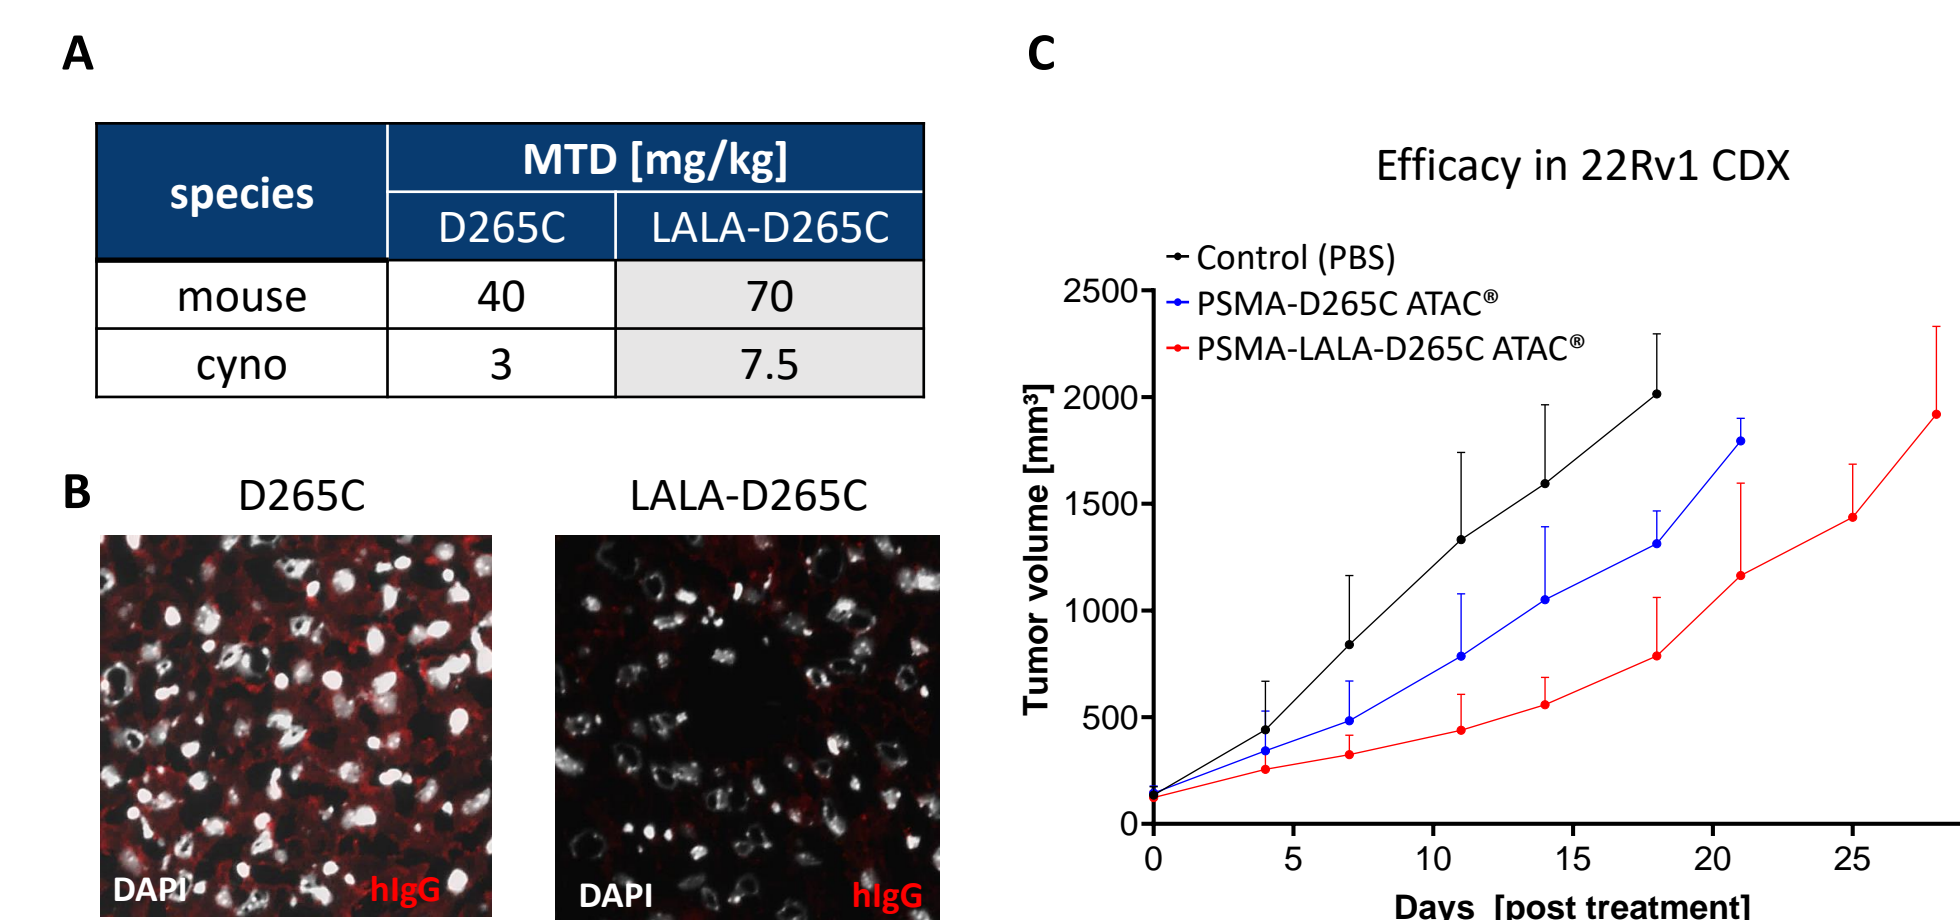 A
species
MTD [mg/kg]
D265C
LALA-D265C
mouse
40
70
cyno
3
7.5
B
D265C
LALA-D265C
DAPI
hIgG
DAPI
hIgG
C
Efficacy in 22Rv1 CDX
Control (PBS)
PSMA-D265C ATAC®
PSMA-LALA-D265C ATAC®
Tumor volume [mm³]
2500
2000
1500
1000
500
0
0 5 10 15 20 25
Days [post treatment]